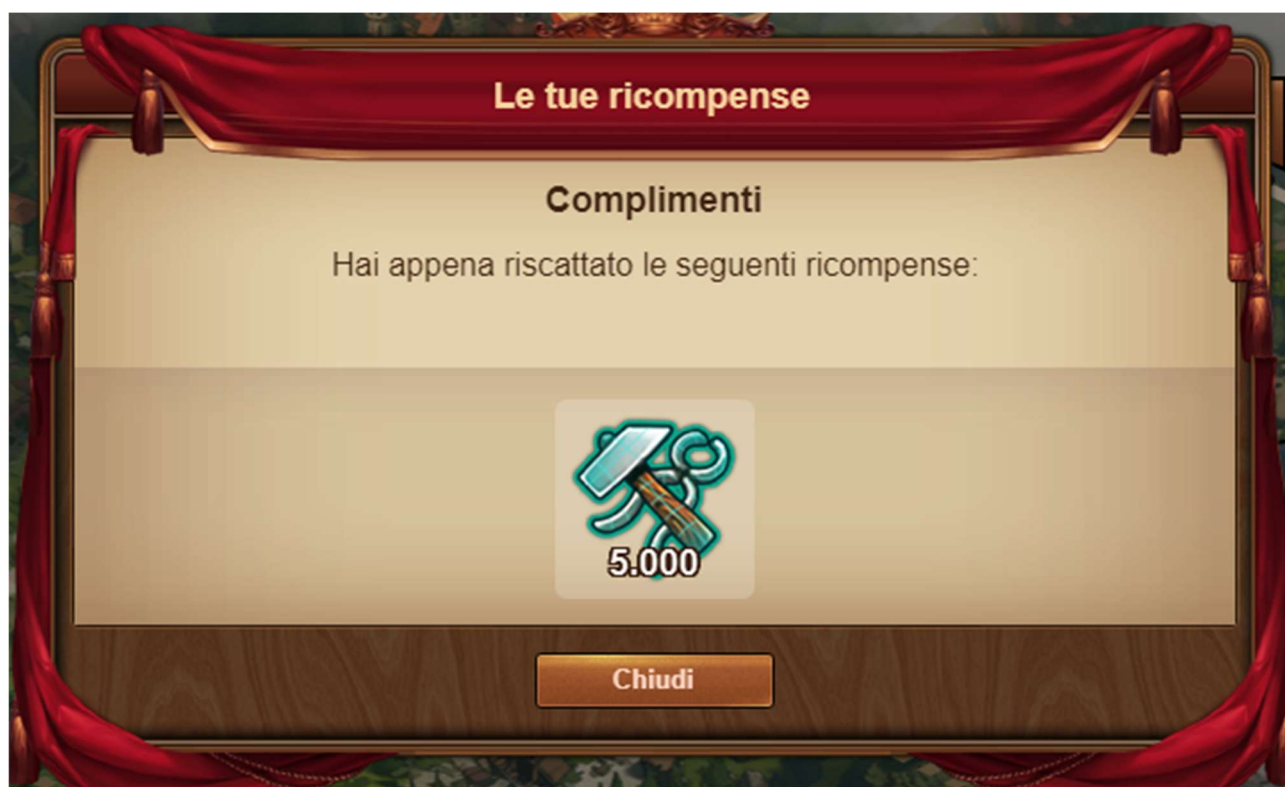 Le tue ricompense
Complimenti
Hai appena riscattato le seguenti ricompense:
5.000
Chiudi